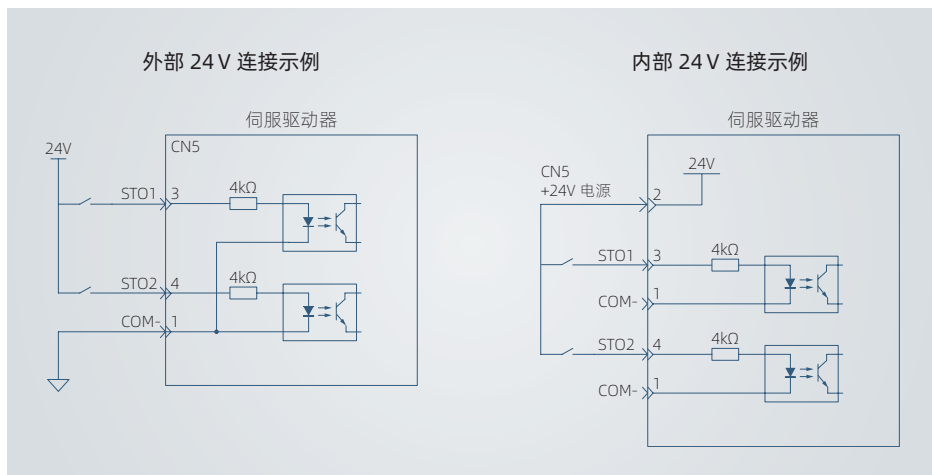 外部 24 V 连接示例
伺服驱动器
CN5
24V
STO1
3
4kΩ
STO2
4
4kΩ
COM-
1
内部 24 V 连接示例
伺服驱动器
CN5
+24V 电源
2
24V
STO1
3
4kΩ
COM-
1
STO2
4
4kΩ
COM-
1